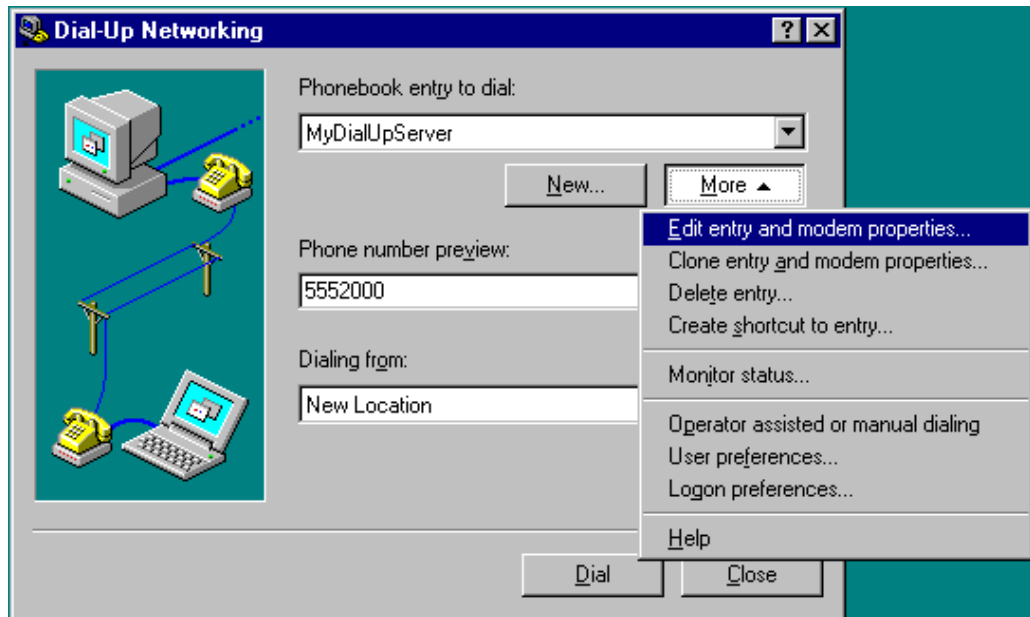 Dial-Up Networking
Phonebook entry to dial:
MyDialUpServer
New...
More
Edit entry and modem properties...
Clone entry and modem properties...
Delete entry...
Create shortcut to entry...
Monitor status...
Operator assisted or manual dialing
User preferences...
Logon preferences...
Help
Phone number preview:
5552000
Dialing from:
New Location
Dial
Close